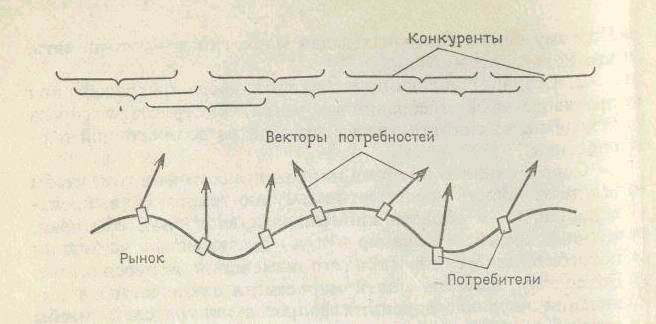 Конкуренты
Векторы потребностей
Рынок
Потребители